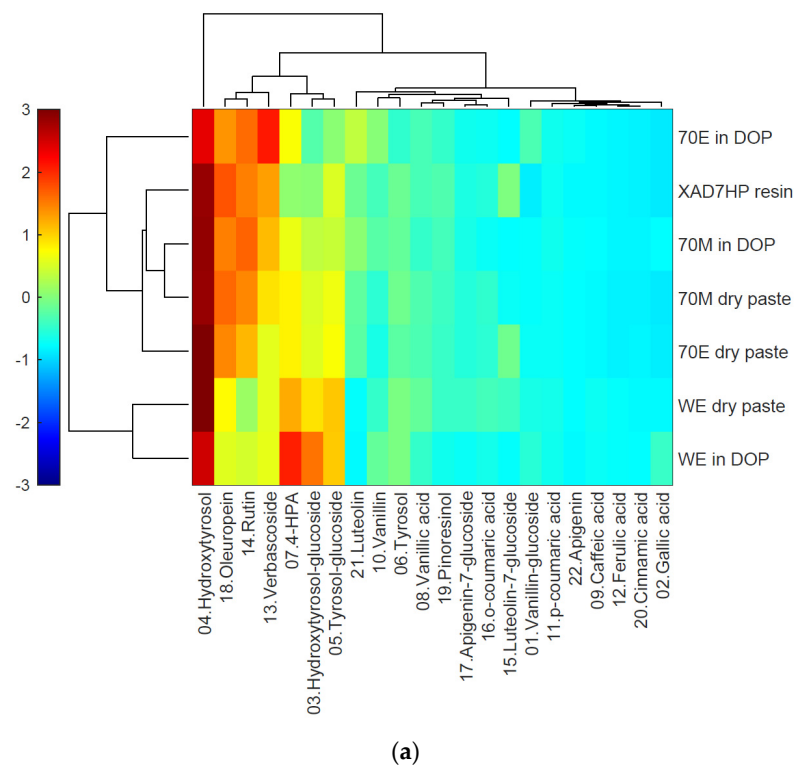 3
2
1
0
-1
-2
-3
70E in DOP
XAD7HP resin
70M in DOP
70M dry paste
70E dry paste
WE dry paste
WE in DOP
04.Hydroxytyrosol
18.Oleuropein
14.Rutin
13.Verbascoside
07.4-HPA
03.Hydroxytyrosol-glucoside
05.Tyrosol-glucoside
21.Luteolin
10.Vanillin
06.Tyrosol
08.Vanillic acid
19.Pinoresinol
17.Apigenin-7-glucoside
16.o-coumaric acid
15.Luteolin-7-glucoside
01.Vanillin-glucoside
11.p-coumaric acid
22.Apigenin
09.Caffeic acid
12.Ferulic acid
20.Cinnamic acid
02.Gallic acid
(a)